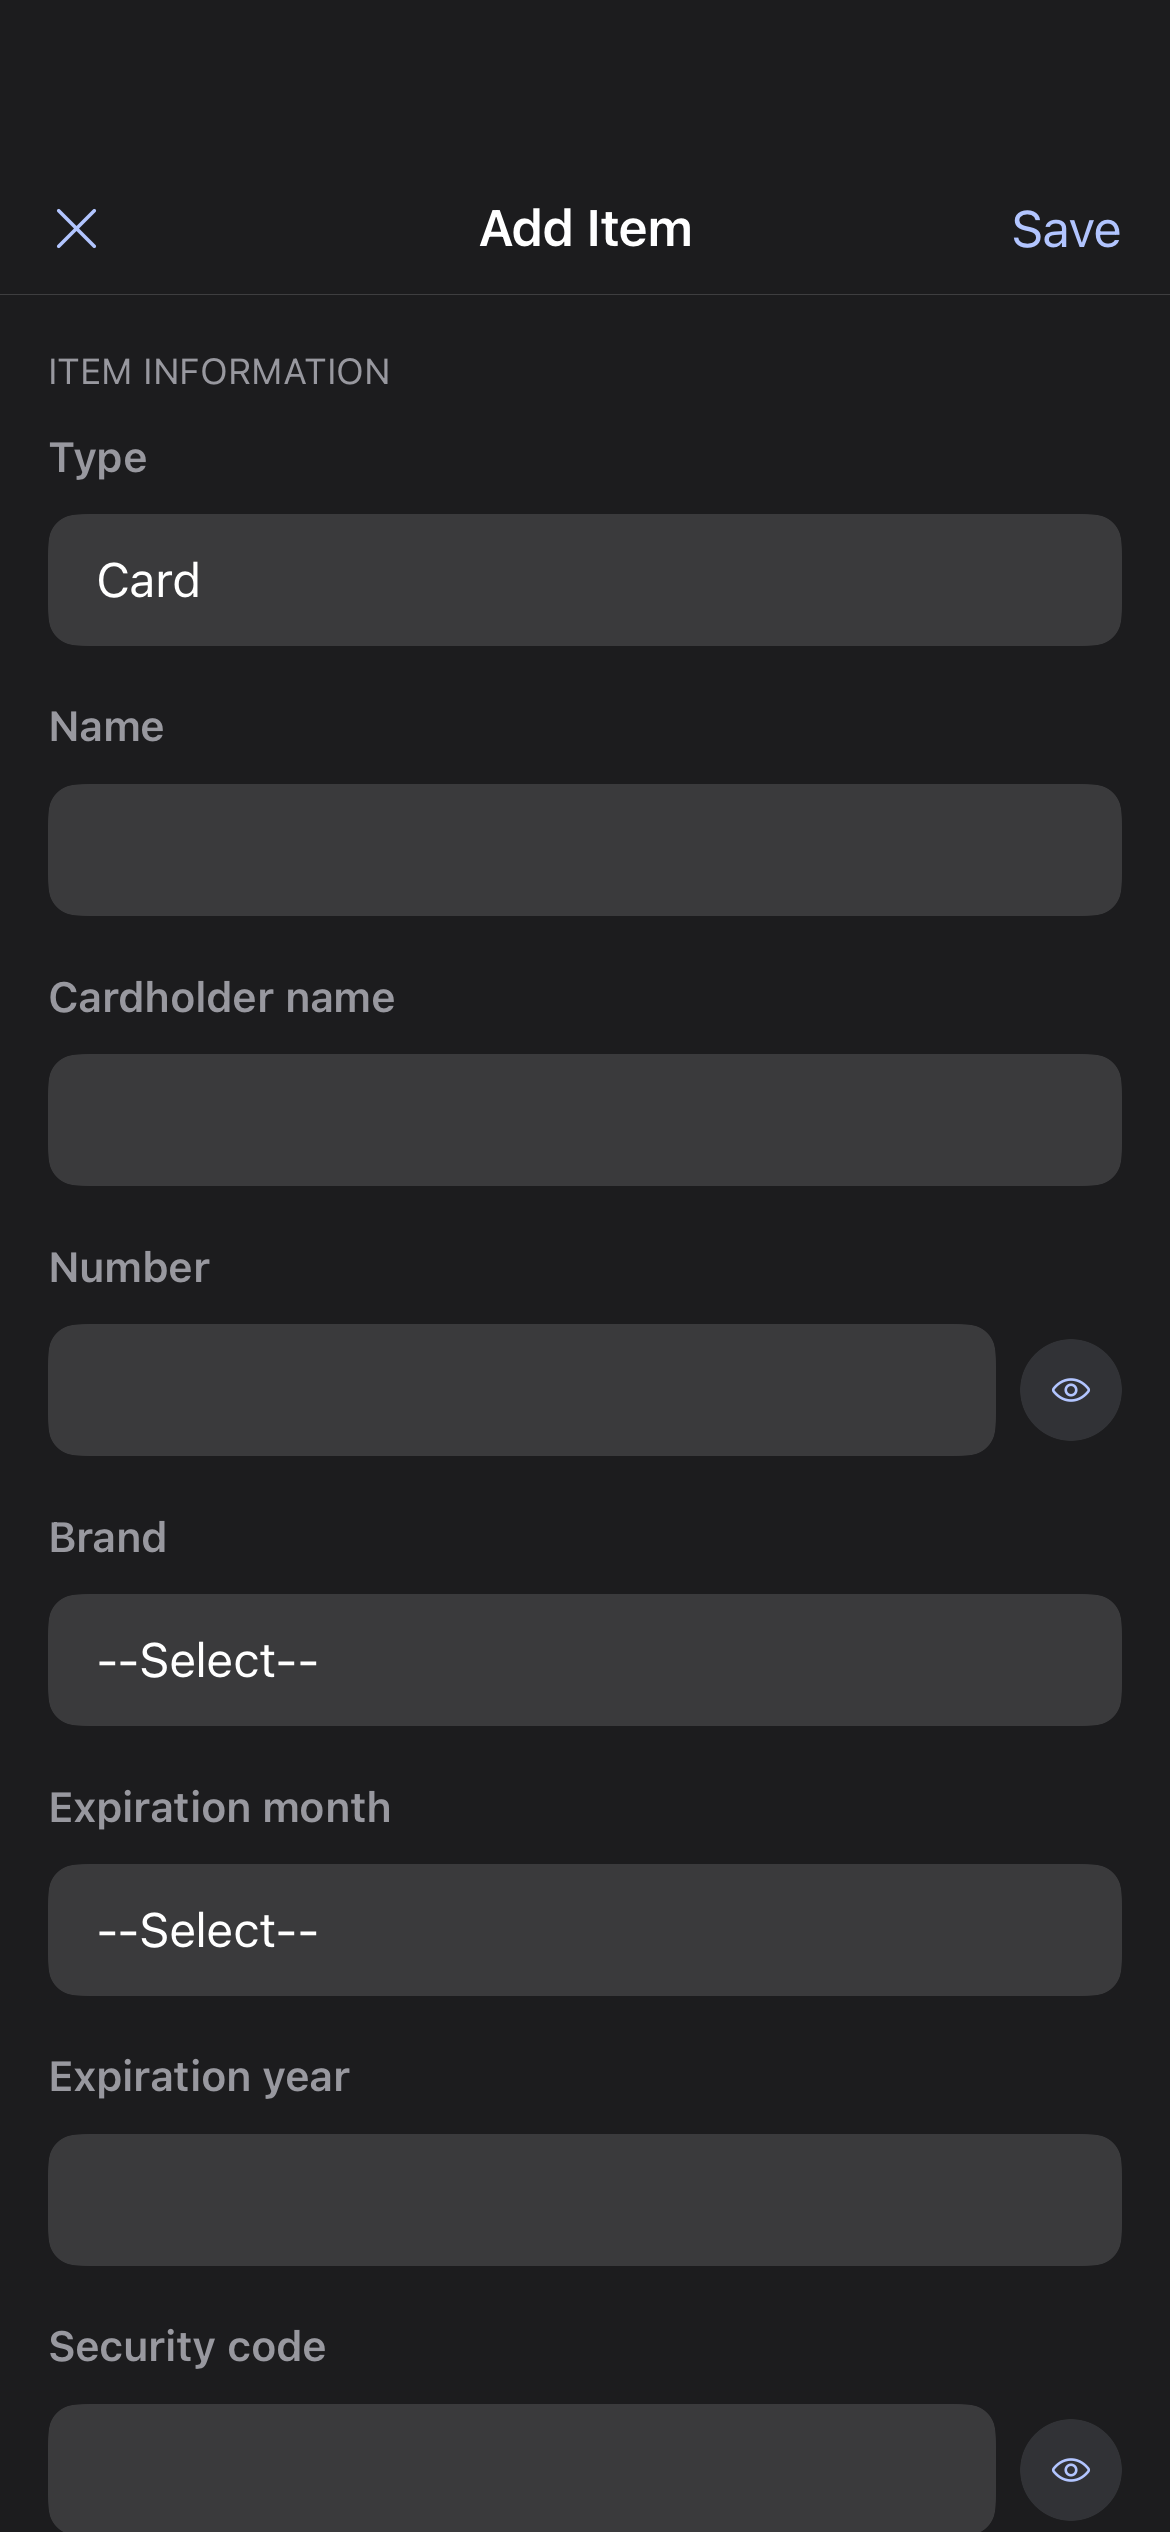 Add Item
Save
ITEM INFORMATION
Type
Card
Name
Cardholder name
Number
Brand
--Select--
Expiration month
--Select--
Expiration year
Security code